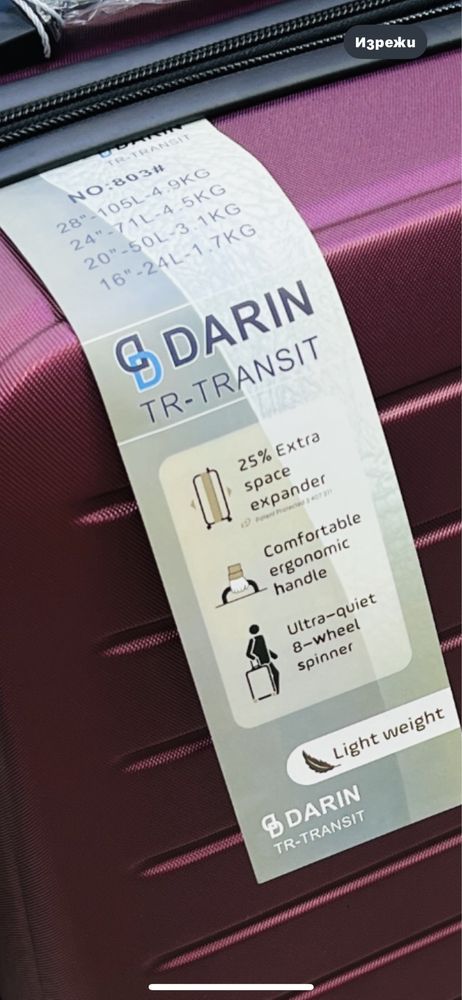 Изрежи
DARIN
TR-TRANSIT
NO:803#
28"-105L-4.9KG
24"-71L-4.5KG
20"-50L-3.1KG
16"-24L-1.7KG
DARIN
TR-TRANSIT
25% Extra
space
expander
Comfortable
ergonomic
handle
Ultra-quiet
8-wheel
spinner
Light weight
DARIN
TR-TRANSIT